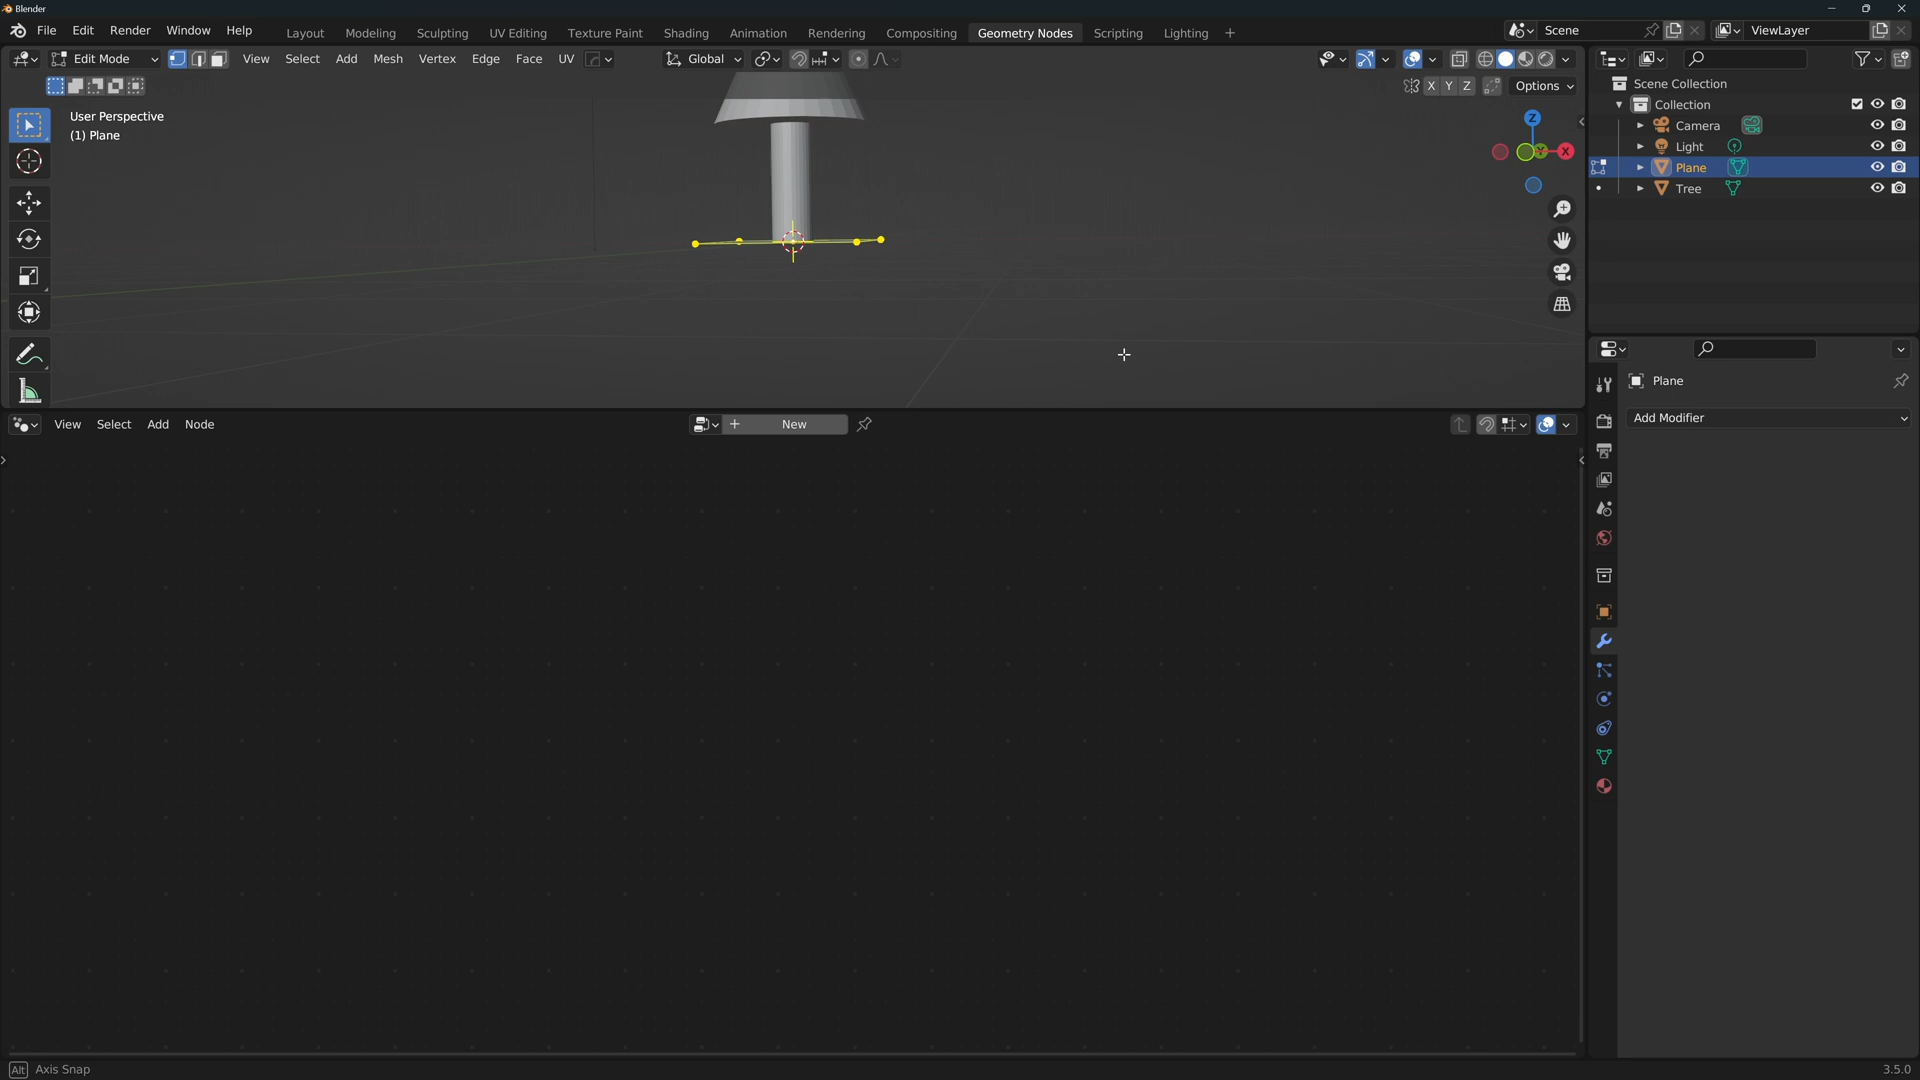 Blender
File Edit Render Window Help Layout Modeling Sculpting UV Editing Texture Paint Shading Animation Rendering Compositing Geometry Nodes Scripting Lighting + Scene ViewLayer
Edit Mode View Select Add Mesh Vertex Edge Face UV Global
X Y Z Options
User Perspective
(1) Plane
Z
Y X
Scene Collection
Collection
Camera
Light
Plane
Tree
Plane
Add Modifier
View Select Add Node + New
Alt Axis Snap 3.5.0